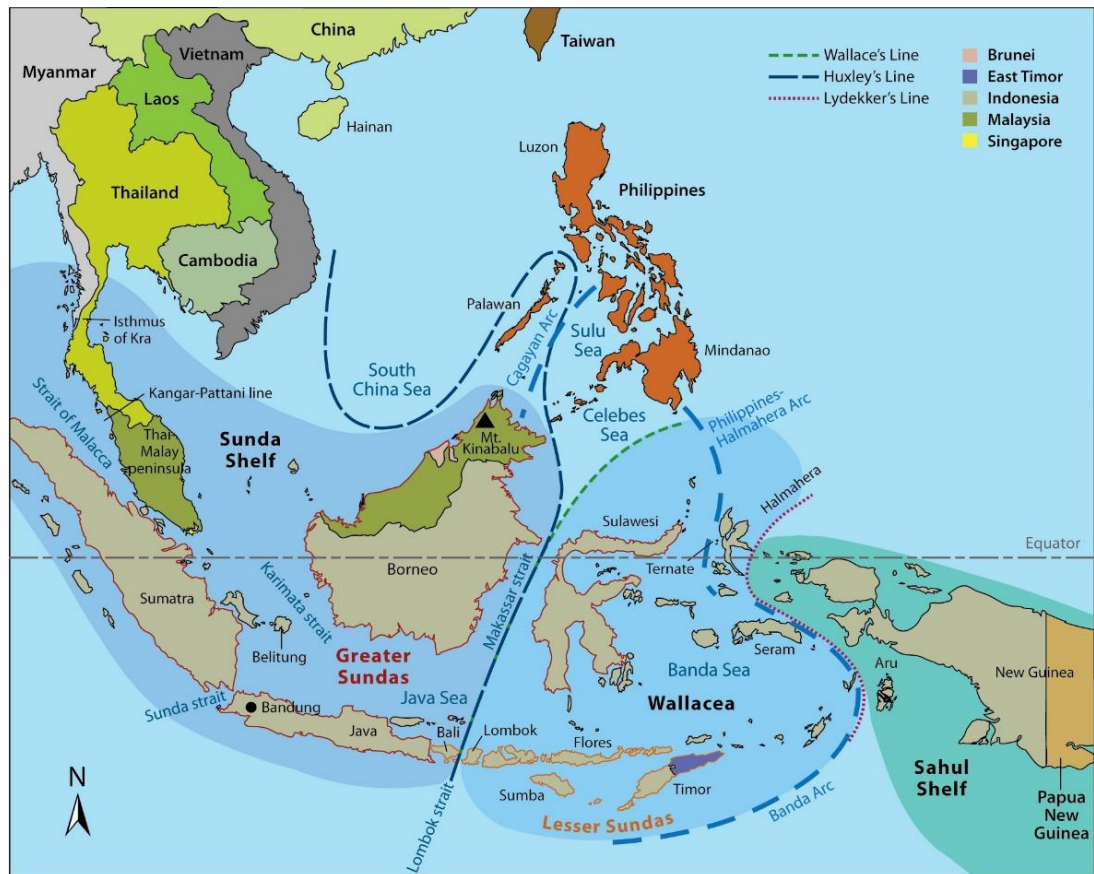 China
Vietnam
Taiwan
Myanmar
Laos
Hainan
Wallace's Line
Huxley's Line
Lydekker's Line
Brunei
East Timor
Indonesia
Malaysia
Singapore
Luzon
Philippines
Thailand
Cambodia
Palawan
Isthmus
of Kra
Cagayan Arc
Sulu
Sea
Mindanao
South
China Sea
Kangar-Pattani line
Strait of Malacca
Celebes
Sea
Philippines-
Halmahera Arc
Sunda
Shelf
Thai-
Malay
peninsula
Mt.
Kinabalu
Halmahera
Sulawesi
Equator
Ternate
Borneo
Makassar strait
Karimata strait
Sumatra
Belitung
Greater
Sundas
Seram
Banda Sea
Aru
New Guinea
Java Sea
Wallacea
Sunda strait
Bandung
Java
Bali
Lombok
Flores
Sumba
Timor
Sahul
Shelf
N
Lombok strait
Lesser Sundas
Banda Arc
Papua
New
Guinea